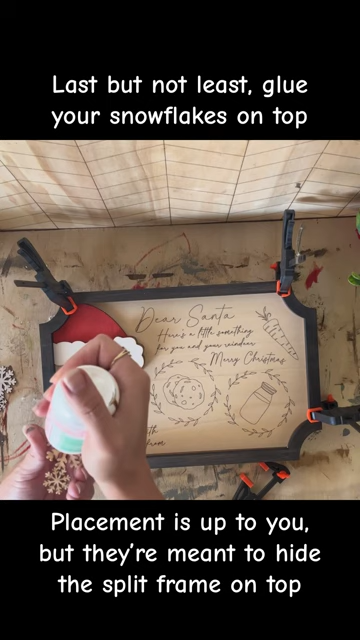 Last but not least, glue
your snowflakes on top
Dear Santa
Here's a little something
for you and your reindeer
Merry Christmas
Placement is up to you,
but they're meant to hide
the split frame on top